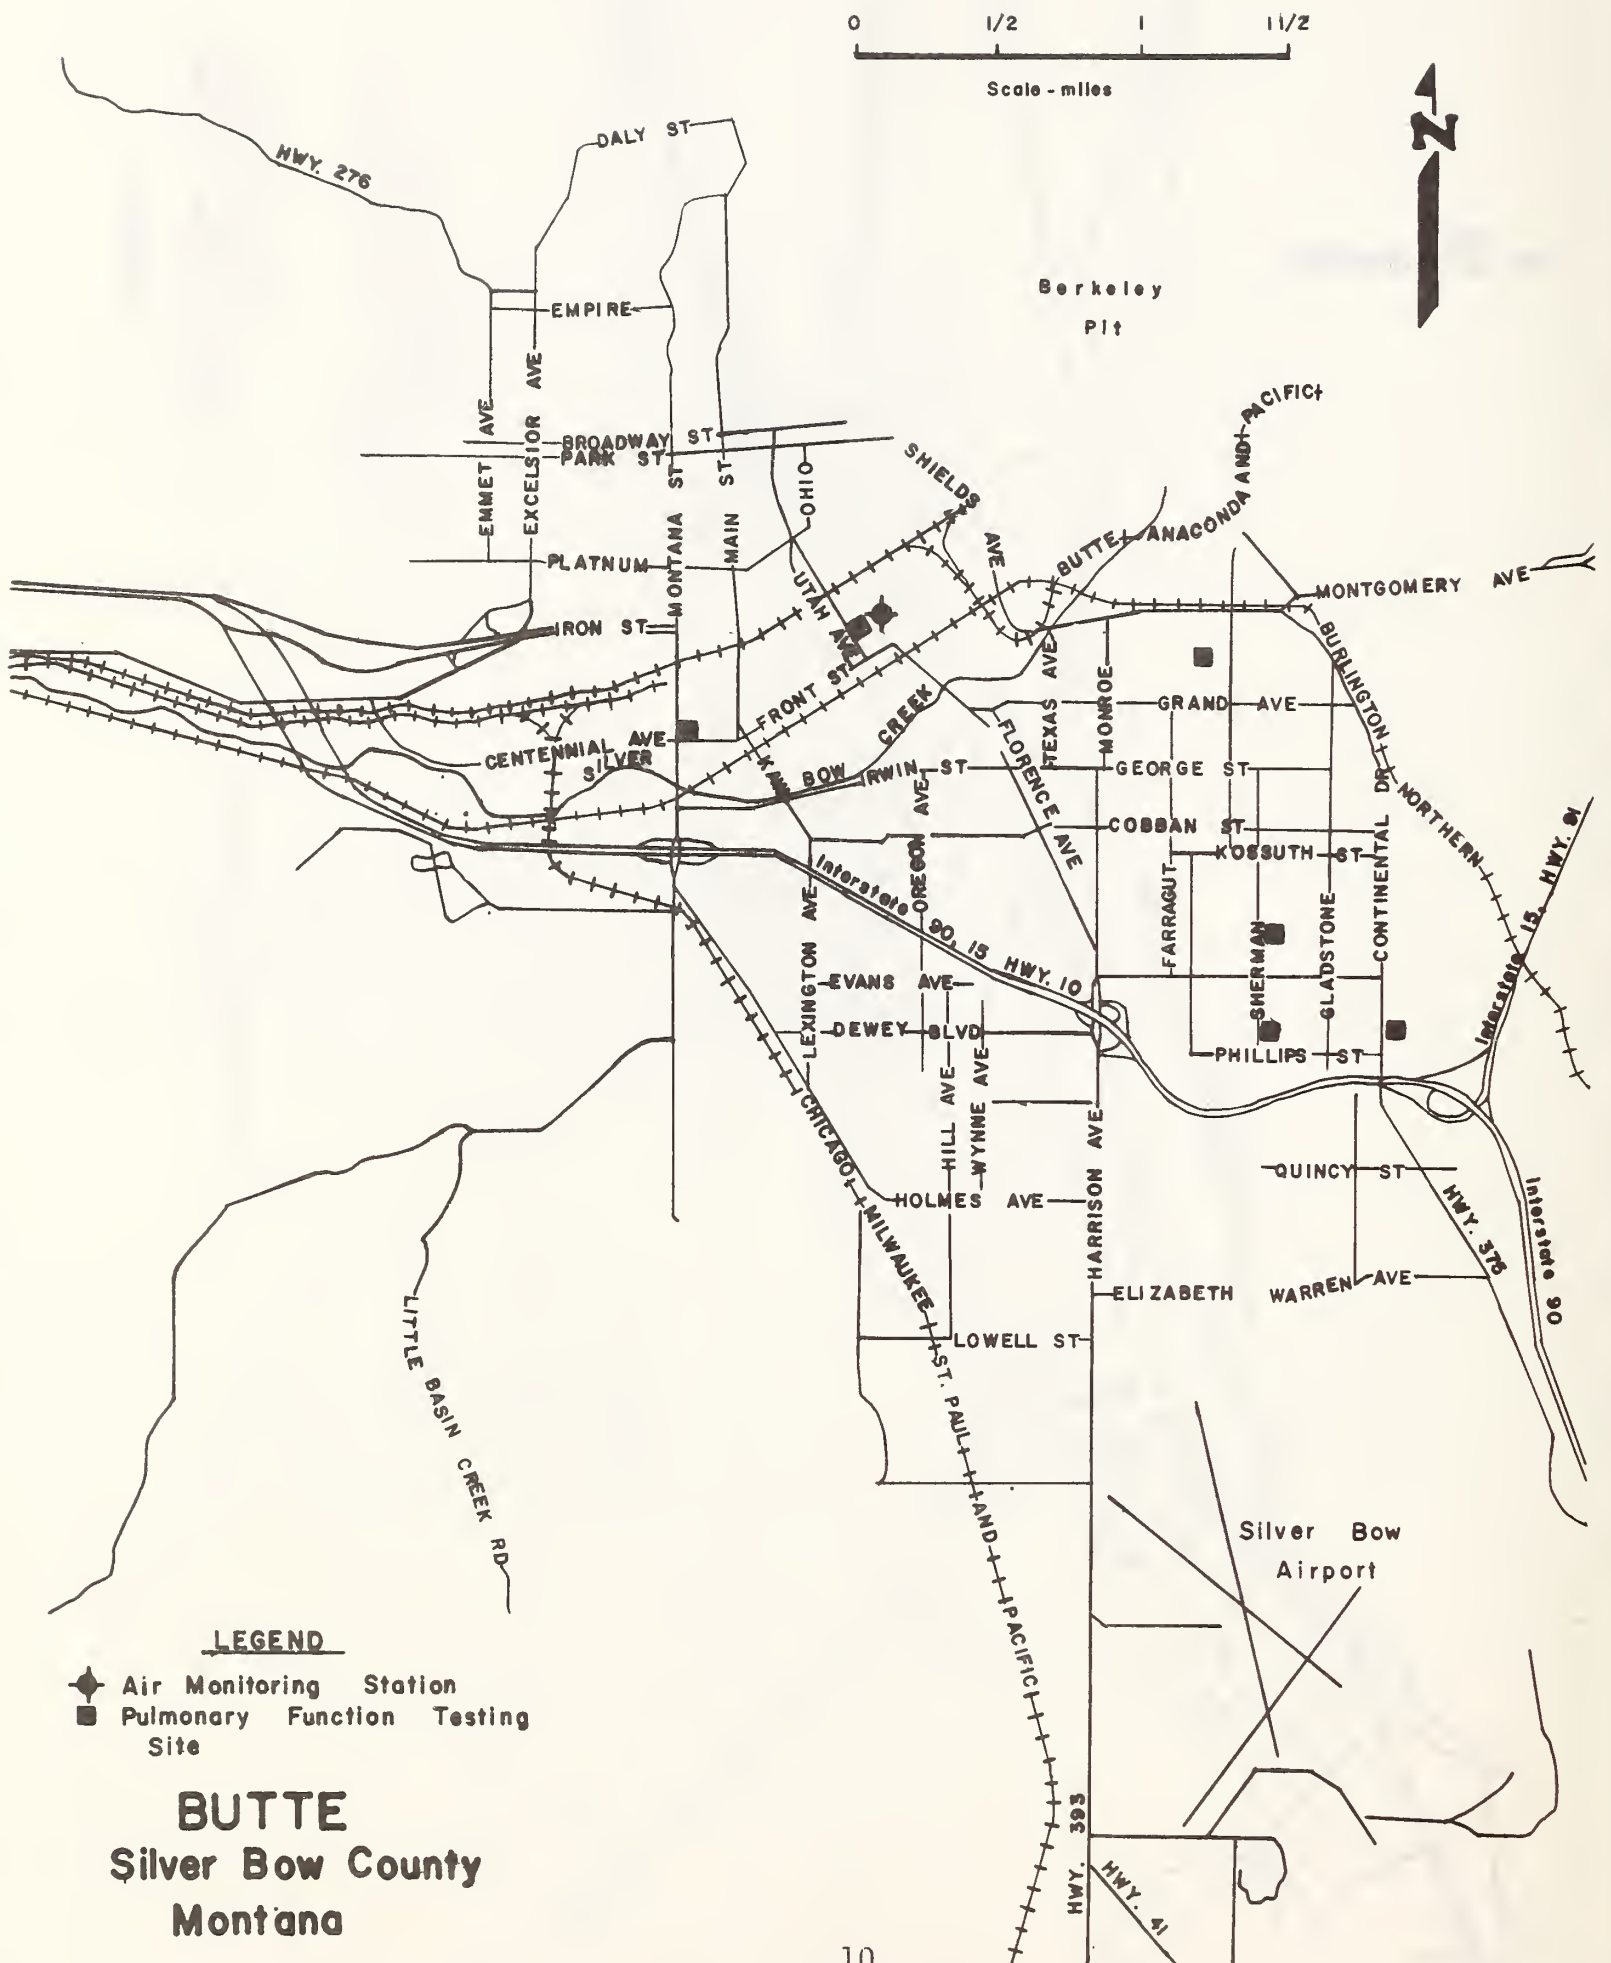 0 1/2 1 1 1/2
Scale-miles
N
DALY ST
HWY. 276
Berkeley
Pit
EMPIRE
BUTTE ANACONDA AND PACIFIC
EMMET AVE
EXCELSIOR AVE
BROADWAY ST
PARK ST
MONTANA ST
MAIN ST
OHIO
SHIELDS AVE
PLATNUM
UTAH AVE
MONTGOMERY AVE
IRON ST
FRONT ST
BURLINGTON NORTHERN
TEXAS AVE
MONROE
GRAND AVE
CENTENNIAL AVE
SILVER BOW CREEK
FLORENCE AVE
IRWIN ST
GEORGE ST
OREGON AVE
COBBAN ST
KOSSUTH ST
CONTINENTAL DR
Interstate 15, HWY. 91
Interstate 90, 15 HWY. 10
LEXINGTON AVE
FARRAGUT
SHERMAN
GLADSTONE
EVANS AVE
DEWEY BLVD
PHILLIPS ST
HILL AVE
WYNNE AVE
CHICAGO, MILWAUKEE ST. PAUL AND PACIFIC
HARRISON AVE
HOLMES AVE
QUINCY ST
HWY. 375
Interstate 90
ELIZABETH WARREN AVE
LOWELL ST
LITTLE BASIN CREEK RD
Silver Bow
Airport
LEGEND
Air Monitoring Station
Pulmonary Function Testing
Site
BUTTE
Silver Bow County
Montana
HWY. 393
HWY. 41
10